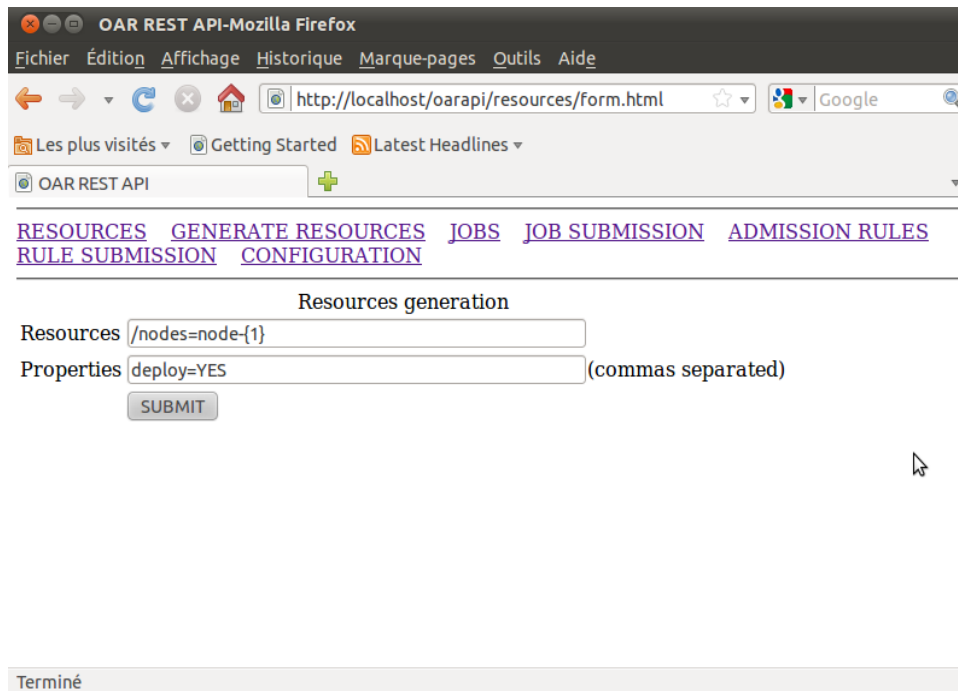 OAR REST API-Mozilla Firefox
Fichier Édition Affichage Historique Marque-pages Outils Aide
http://localhost/oarapi/resources/form.html Google
Les plus visités Getting Started Latest Headlines
OAR REST API
RESOURCES GENERATE RESOURCES JOBS JOB SUBMISSION ADMISSION RULES
RULE SUBMISSION CONFIGURATION
Resources generation
Resources /nodes=node-{1}
Properties deploy=YES (commas separated)
SUBMIT
Terminé